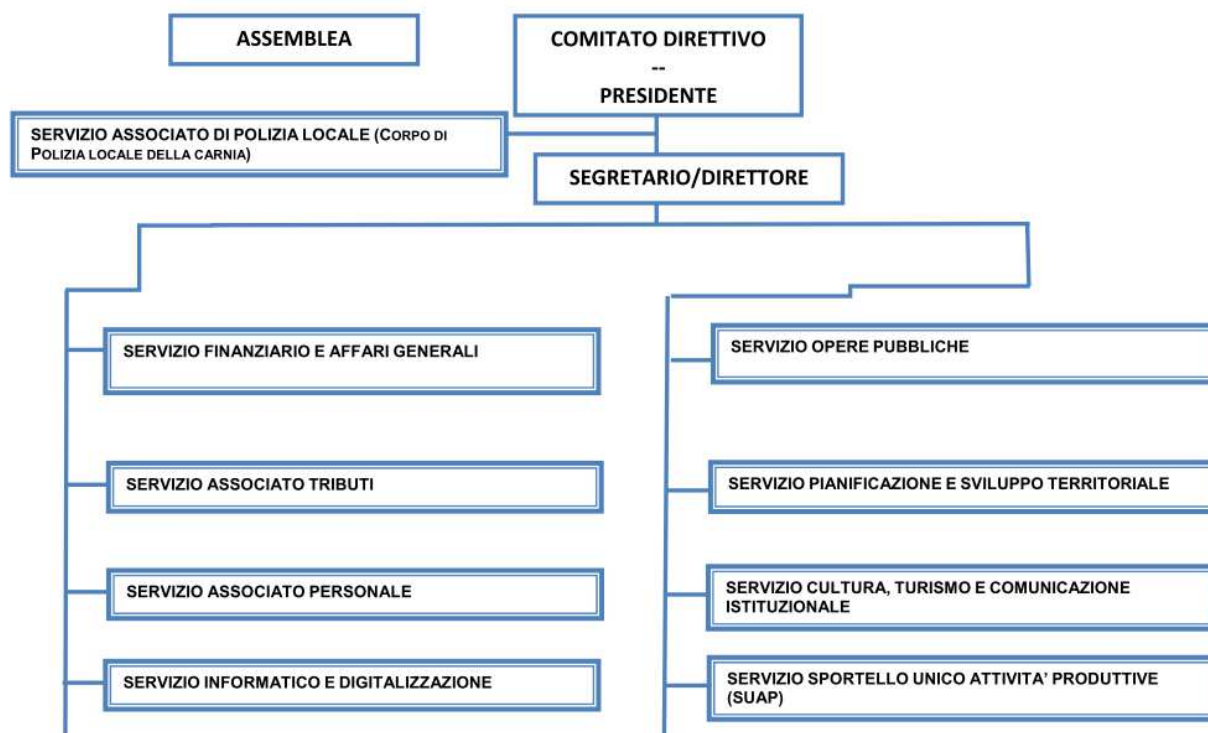 ASSEMBLEA
COMITATO DIRETTIVO
--
PRESIDENTE
SERVIZIO ASSOCIATO DI POLIZIA LOCALE (CORPO DI
POLIZIA LOCALE DELLA CARNIA)
SEGRETARIO/DIRETTORE
SERVIZIO FINANZIARIO E AFFARI GENERALI
SERVIZIO ASSOCIATO TRIBUTI
SERVIZIO ASSOCIATO PERSONALE
SERVIZIO INFORMATICO E DIGITALIZZAZIONE
SERVIZIO OPERE PUBBLICHE
SERVIZIO PIANIFICAZIONE E SVILUPPO TERRITORIALE
SERVIZIO CULTURA, TURISMO E COMUNICAZIONE
ISTITUZIONALE
SERVIZIO SPORTELLO UNICO ATTIVITA' PRODUTTIVE
(SUAP)